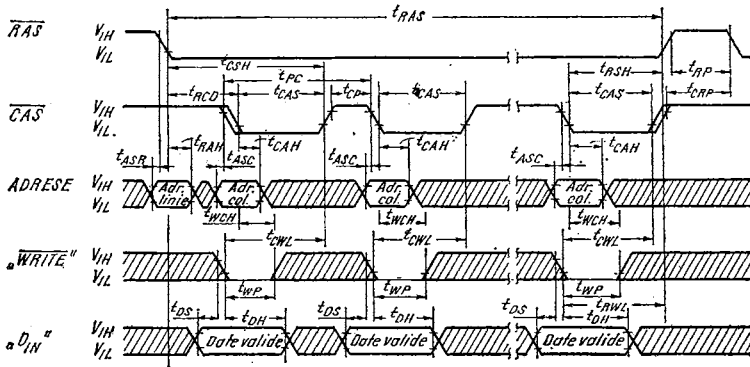 t_RAS
RAS V_IH
V_IL
t_CSH t_RSH t_RP
t_PC
t_RCD t_CAS t_CP t_CAS t_CAS t_CRP
CAS V_IH
V_IL.
t_RAH t_CAH t_CAH t_CAH
t_ASR t_ASC t_ASC t_ASC
ADRESE V_IH
V_IL
Adr. linie Adr. col. Adr. col. Adr. col.
t_WCH t_WCH t_WCH
t_CWL t_CWL t_CWL
„WRITE" V_IH
V_IL
t_WP t_WP t_WP
t_DS t_DS t_DS t_RWL
t_DH t_DH t_DH
„D_IN" V_IH
V_IL
Date valide Date valide Date valide